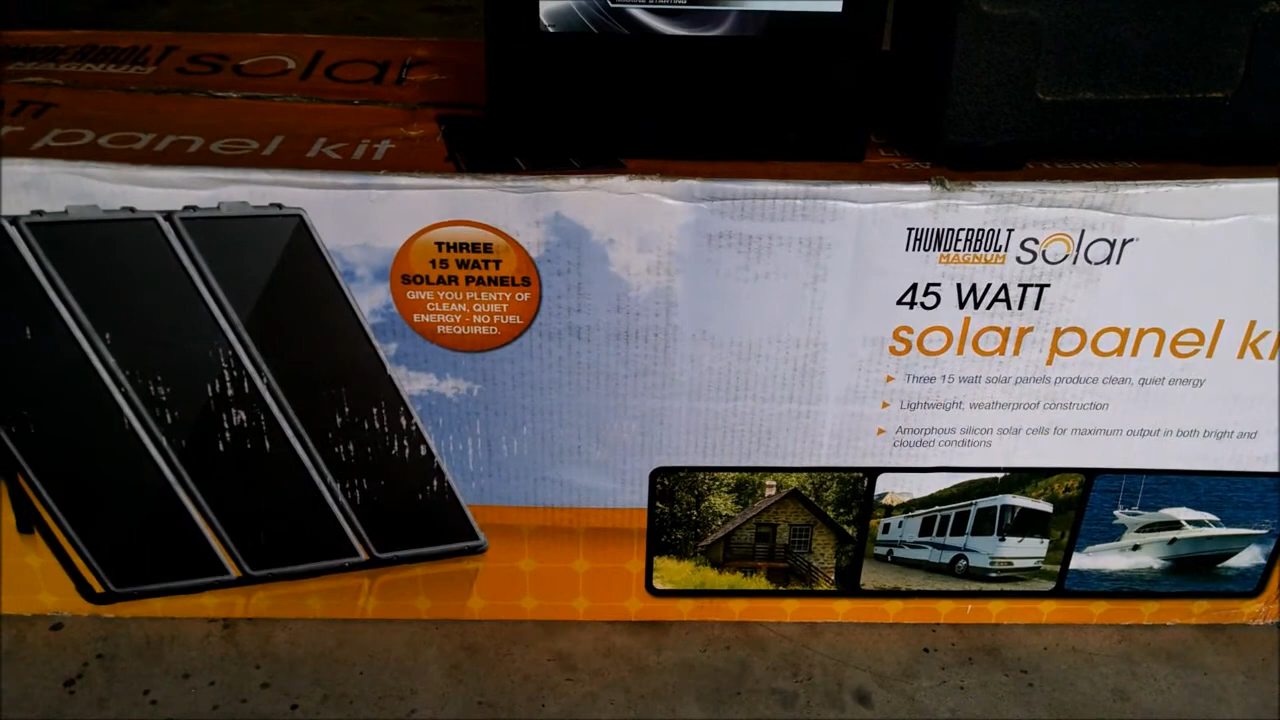 THUNDERBOLT
MAGNUM
solar
ATT
r panel kit
THREE
15 WATT
SOLAR PANELS
GIVE YOU PLENTY OF
CLEAN, QUIET
ENERGY - NO FUEL
REQUIRED.
THUNDERBOLT
MAGNUM
solar
45 WATT
solar panel ki
▶ Three 15 watt solar panels produce clean, quiet energy
▶ Lightweight, weatherproof construction
▶ Amorphous silicon solar cells for maximum output in both bright and
clouded conditions